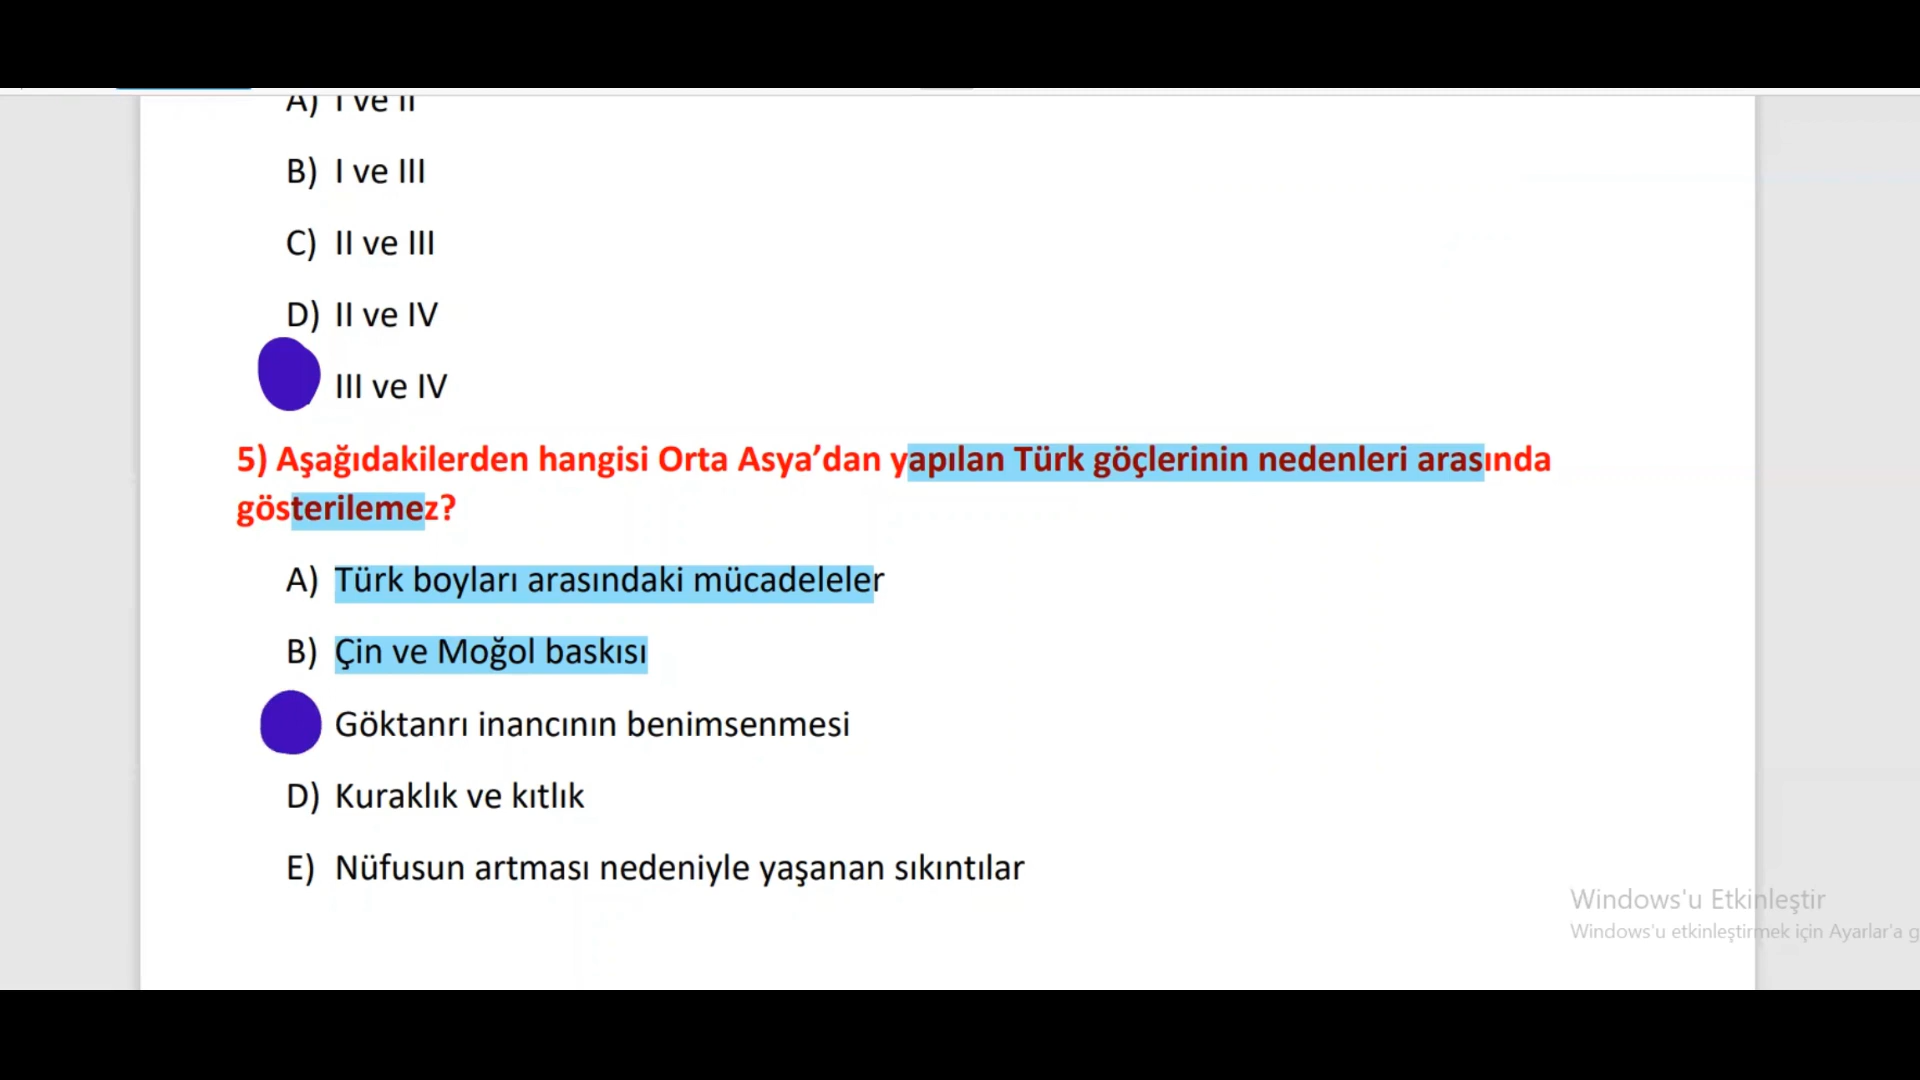 A) I ve II
B) I ve III
C) II ve III
D) II ve IV
III ve IV
5) Aşağıdakilerden hangisi Orta Asya’dan yapılan Türk göçlerinin nedenleri arasında
gösterilemez?
A) Türk boyları arasındaki mücadeleler
B) Çin ve Moğol baskısı
Göktanrı inancının benimsenmesi
D) Kuraklık ve kıtlık
E) Nüfusun artması nedeniyle yaşanan sıkıntılar
Windows'u Etkinleştir
Windows'u etkinleştirmek için Ayarlar'a g